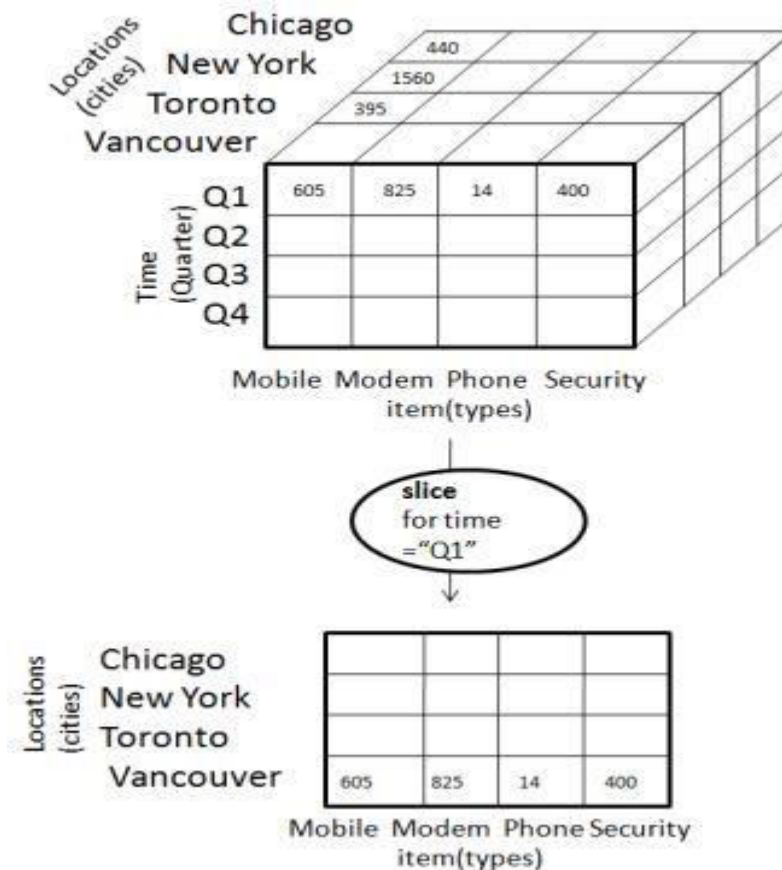 Locations
(cities)
Chicago
New York
Toronto
Vancouver
440
1560
395
Time
(Quarter)
Q1
Q2
Q3
Q4
605 825 14 400
Mobile Modem Phone Security
item(types)
slice
for time
=“Q1”
Locations
(cities)
Chicago
New York
Toronto
Vancouver
605 825 14 400
Mobile Modem Phone Security
item(types)